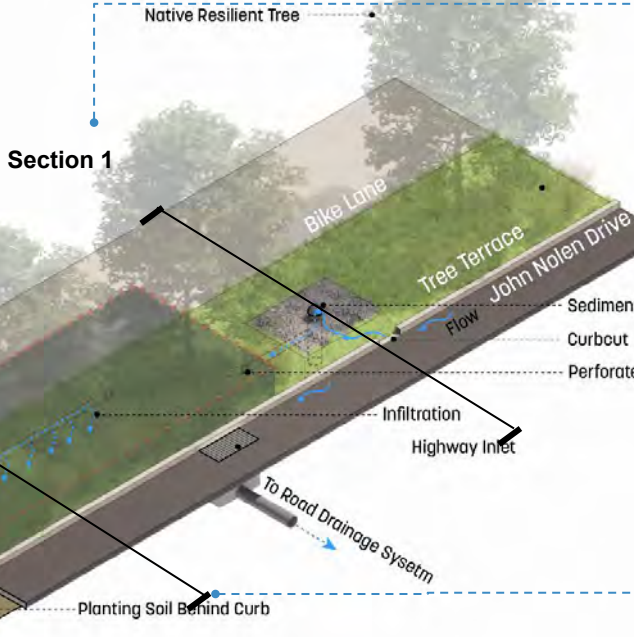 Native Resilient Tree
Section 1
Bike Lane
Tree Terrace
John Nolen Drive
Sedimen
Flow
Curbcut
Perforate
Infiltration
Highway Inlet
To Road Drainage Sysetm
Planting Soil Behind Curb